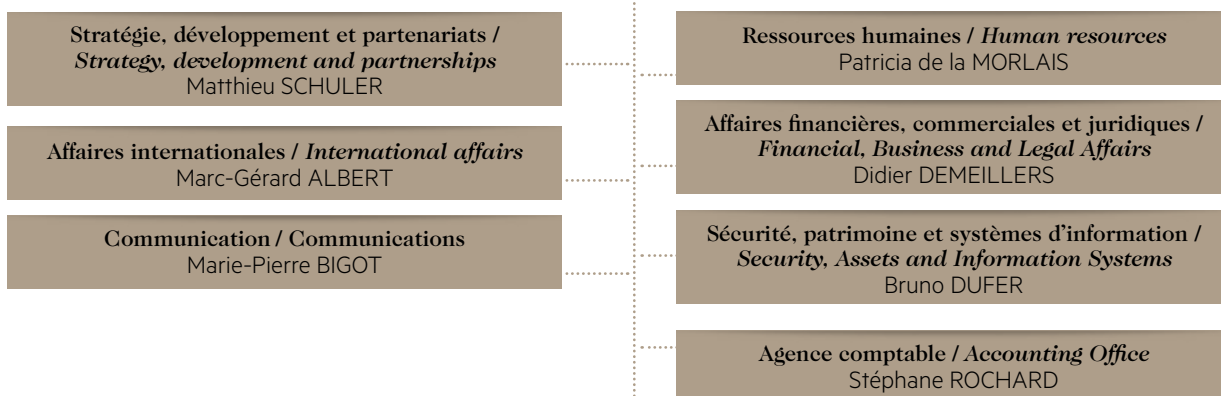 Stratégie, développement et partenariats /
Strategy, development and partnerships
Matthieu SCHULER
Affaires internationales / International affairs
Marc-Gérard ALBERT
Communication / Communications
Marie-Pierre BIGOT
Ressources humaines / Human resources
Patricia de la MORLAIS
Affaires financières, commerciales et juridiques /
Financial, Business and Legal Affairs
Didier DEMEILLERS
Sécurité, patrimoine et systèmes d’information /
Security, Assets and Information Systems
Bruno DUFER
Agence comptable / Accounting Office
Stéphane ROCHARD